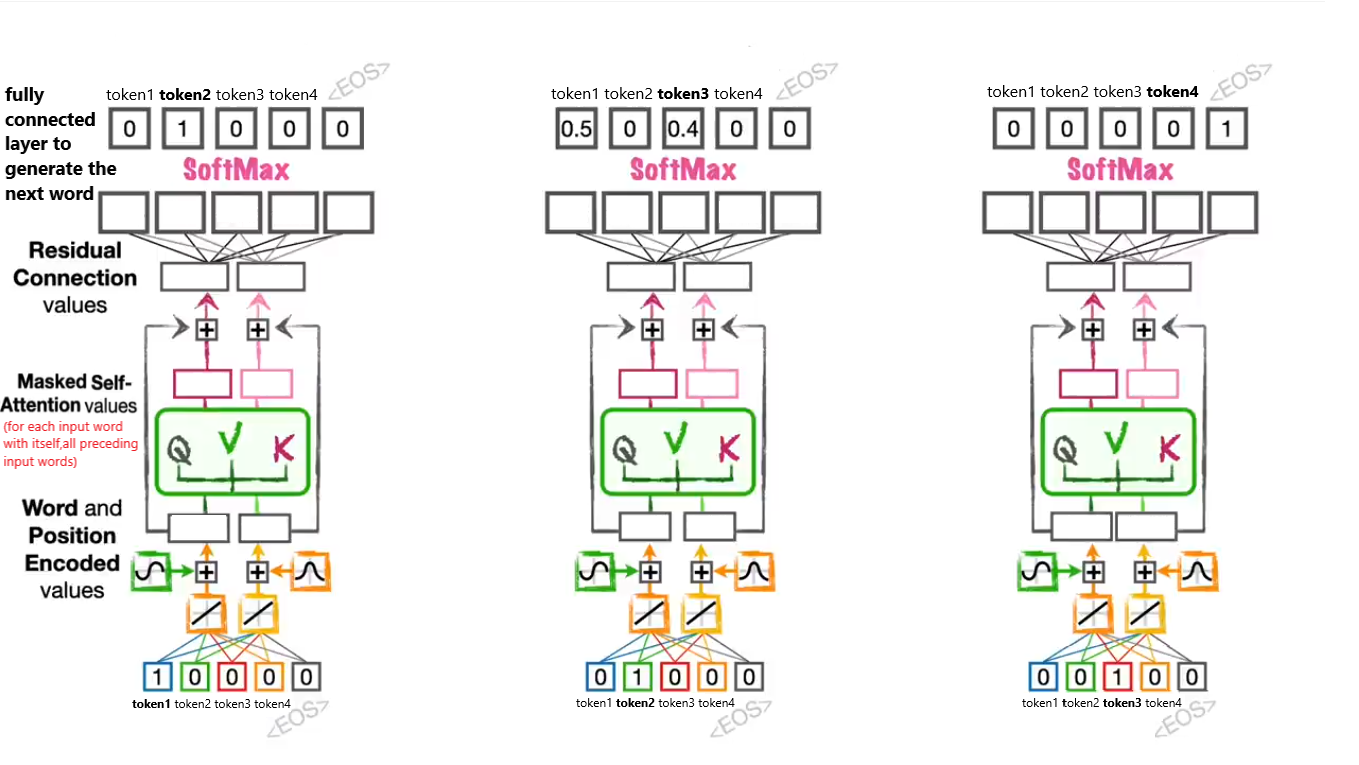 fully
connected
layer to
generate the
next word
token1 token2 token3 token4 <EOS>
0 1 0 0 0
SoftMax
token1 token2 token3 token4 <EOS>
0.5 0 0.4 0 0
SoftMax
token1 token2 token3 token4 <EOS>
0 0 0 0 1
SoftMax
Residual
Connection
values
+ +
+ +
+ +
Masked Self-
Attention values
(for each input word
with itself,all preceding
input words)
Q V K
Q V K
Q V K
Word and
Position
Encoded
values
+ +
+ +
+ +
1 0 0 0 0
token1 token2 token3 token4
<EOS>
0 1 0 0 0
token1 token2 token3 token4
<EOS>
0 0 1 0 0
token1 token2 token3 token4
<EOS>